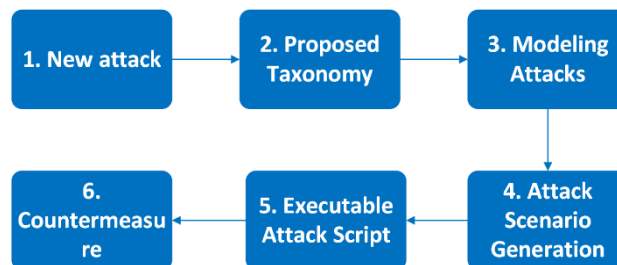 1. New attack
2. Proposed
Taxonomy
3. Modeling
Attacks
6.
Countermeasu
re
5. Executable
Attack Script
4. Attack
Scenario
Generation